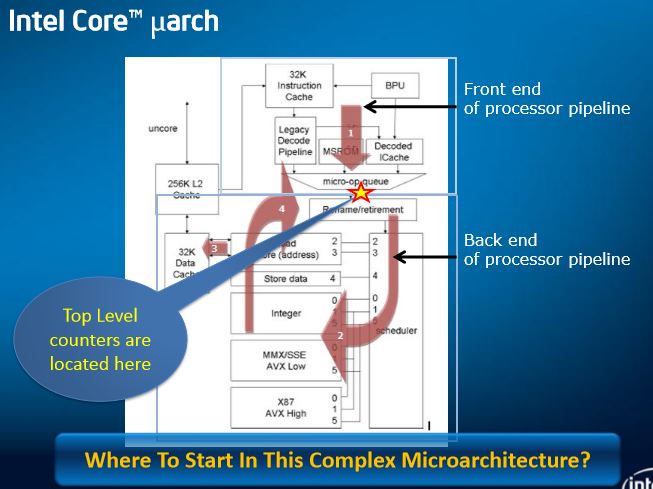 Intel Core™ µarch
32K
Instruction
Cache
BPU
Front end
of processor pipeline
uncore
1
Legacy
Decode
Pipeline
MSROM
Decoded
ICache
256K L2
Cache
micro-op-queue
4
Rename/retirement
3
32K
Data
(address)
2
3
2
3
Back end
of processor pipeline
Store data
4
4
Integer
0
1
5
0
1
5
scheduler
2
Top Level
counters are
located here
MMX/SSE
AVX Low
0
1
5
X87
AVX High
0
1
5
Where To Start In This Complex Microarchitecture?